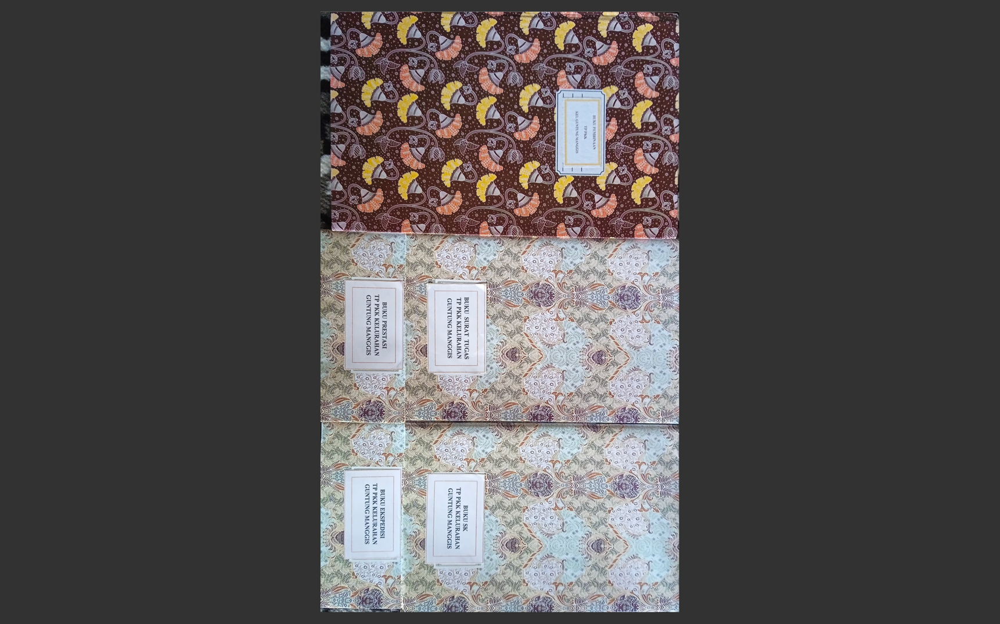 BUKU PEMBINAAN
TP PKK
KEL GUNTUNG MANGGIS
BUKU PRESTASI
TP PKK KELURAHAN
GUNTUNG MANGGIS
BUKU SURAT TUGAS
TP PKK KELURAHAN
GUNTUNG MANGGIS
BUKU EKSPEDISI
TP PKK KELURAHAN
GUNTUNG MANGGIS
BUKU SK
TP PKK KELURAHAN
GUNTUNG MANGGIS